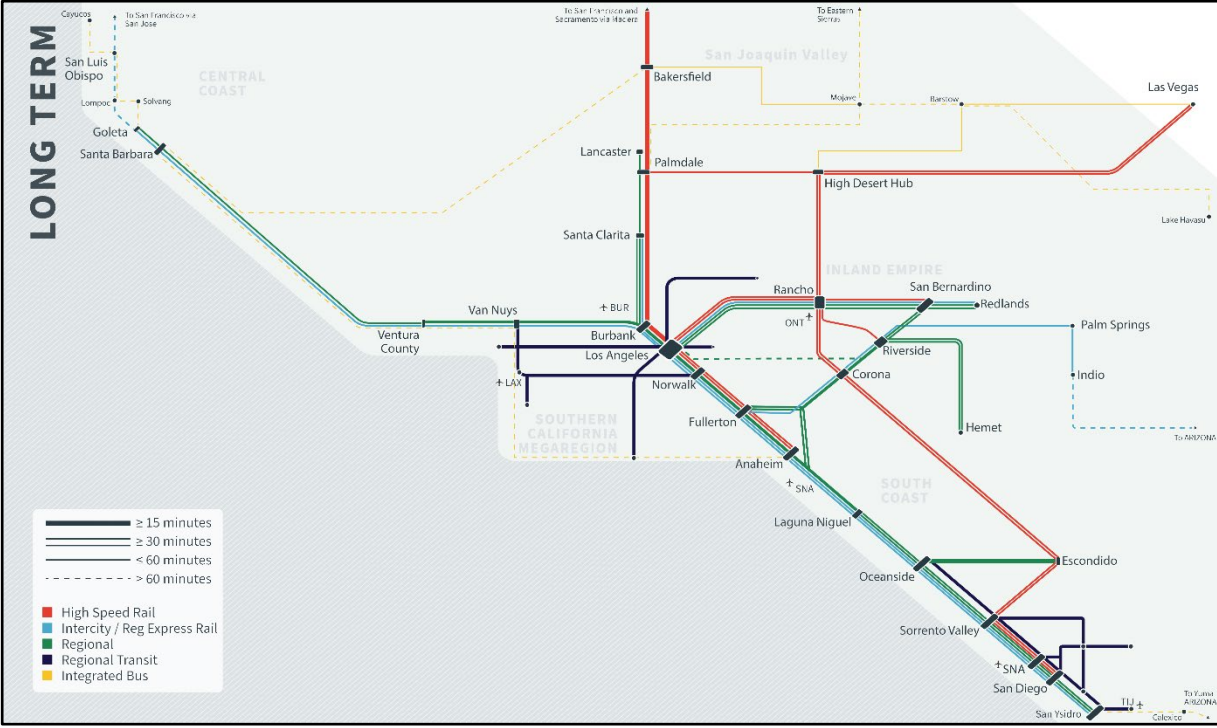 LONG TERM
Cayucos
To San Francisco via
San Jose
San Luis
Obispo
Lompoc
Solvang
Goleta
Santa Barbara
CENTRAL
COAST
To San Francisco and
Sacramento via Madera
San Joaquin Valley
To Eastern
Sierras
Bakersfield
Mojave
Barstow
Las Vegas
Lancaster
Palmdale
High Desert Hub
Lake Havasu
Santa Clarita
INLAND EMPIRE
Rancho
San Bernardino
Redlands
BUR
ONT
Van Nuys
Ventura
County
Burbank
Los Angeles
Palm Springs
Riverside
LAX
Norwalk
Corona
Indio
Fullerton
Hemet
To ARIZONA
SOUTHERN
CALIFORNIA
MEGAREGION
Anaheim
SNA
SOUTH
COAST
Laguna Niguel
Oceanside
Escondido
Sorrento Valley
SNA
San Diego
San Ysidro
TIJ
To Yuma
ARIZONA
Calexico
≥ 15 minutes
≥ 30 minutes
< 60 minutes
> 60 minutes
High Speed Rail
Intercity / Reg Express Rail
Regional
Regional Transit
Integrated Bus